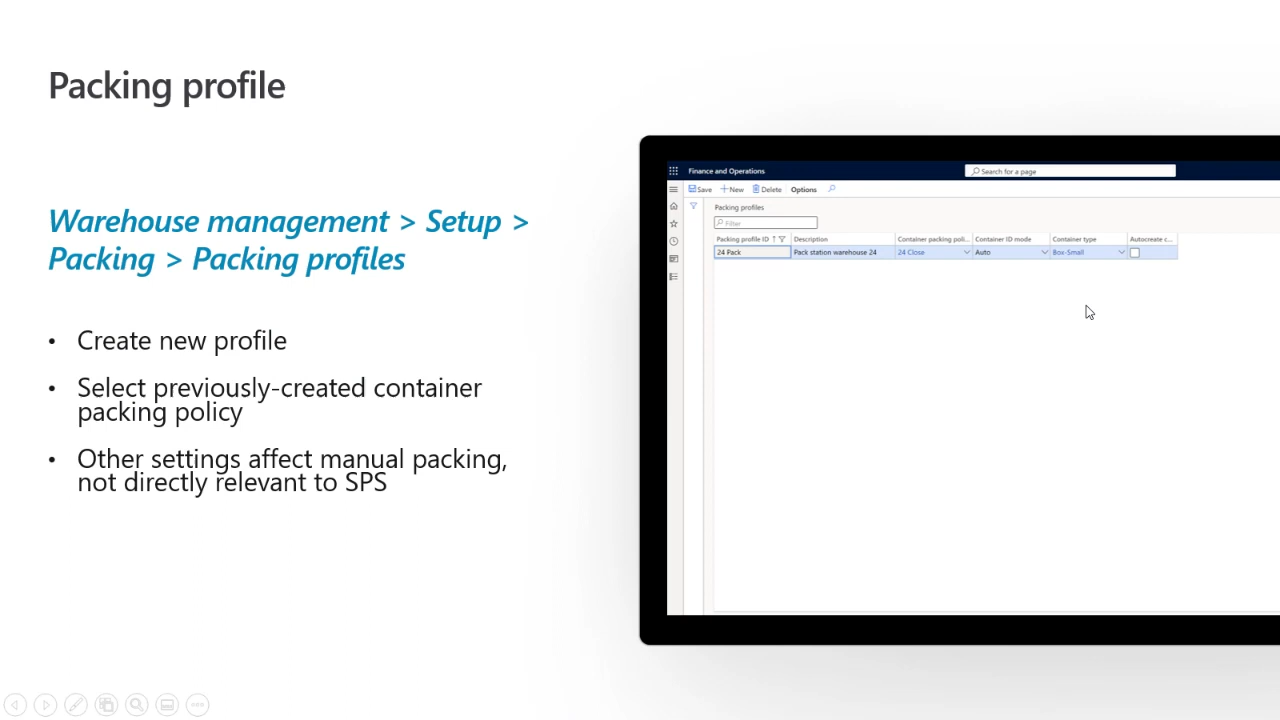 Packing profile
Warehouse management > Setup >
Packing > Packing profiles
• Create new profile
• Select previously-created container
packing policy
• Other settings affect manual packing,
not directly relevant to SPS
Finance and Operations
Search for a page
Save New Delete Options
Packing profiles
Filter
Packing profile ID Description Container packing poli... Container ID mode Container type Autocreate c...
24 Pack Pack station warehouse 24 24 Close Auto Box-Small